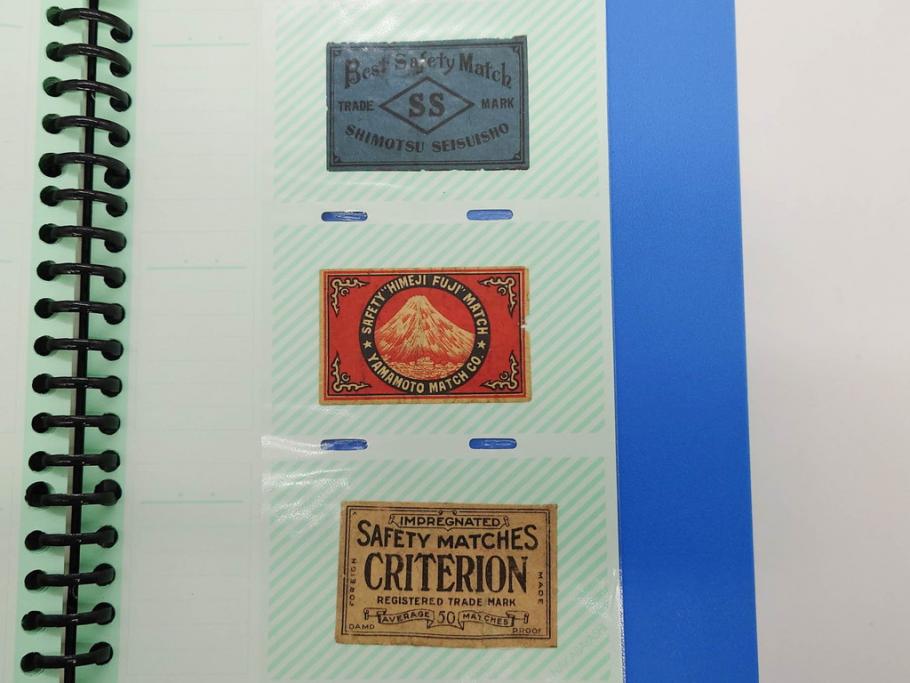 Best Safety Match
TRADE SS MARK
SHIMOTSU SEISUISHO
SAFETY "HIMEJI FUJI" MATCH
★ YAMAMOTO MATCH CO. ★
IMPREGNATED
SAFETY MATCHES
CRITERION
FOREIGN
MADE
REGISTERED TRADE MARK
AVERAGE 50 MATCHES
DAMP PROOF